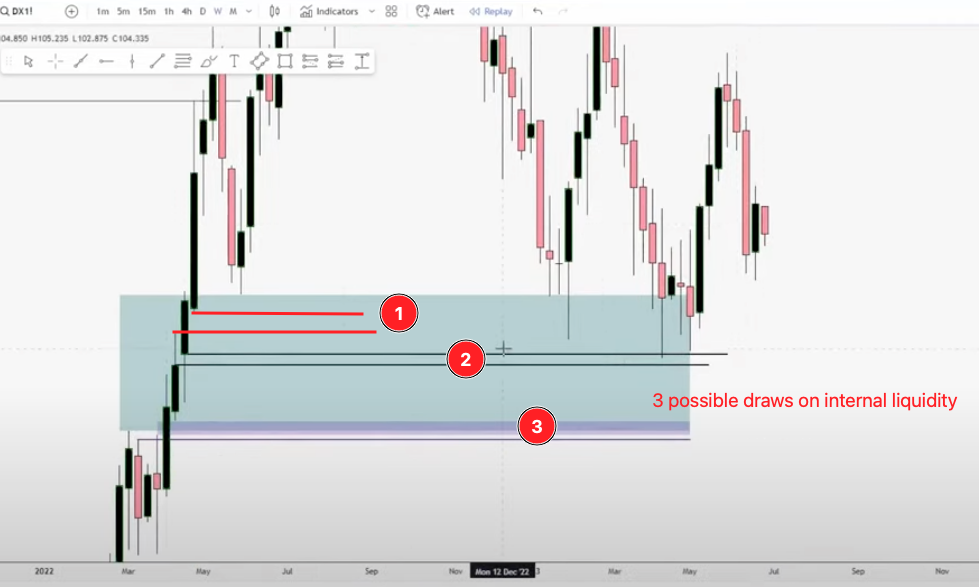 DX1! 1m 5m 15m 1h 4h D W M Indicators Alert Replay
04.850 H105.235 L102.875 C104.335
1
2
3 possible draws on internal liquidity
3
2022 Mar May Jul Sep Nov Mon 12 Dec '22 3 Mar May Jul Sep Nov